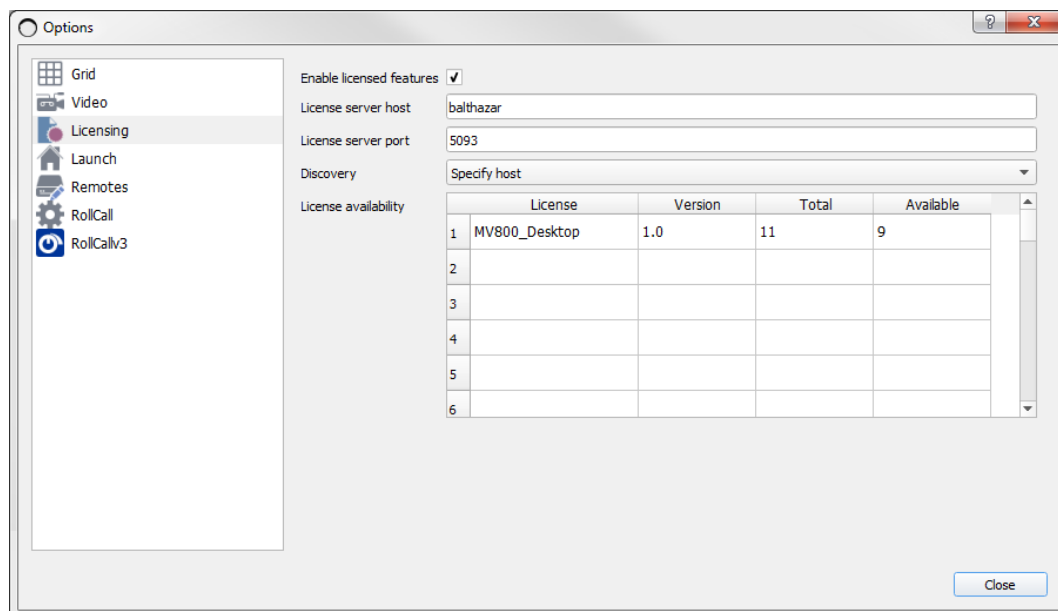 Options
Grid
Video
Licensing
Launch
Remotes
RollCall
RollCallv3
Enable licensed features
License server host balthazar
License server port 5093
Discovery Specify host
License availability
License Version Total Available
1 MV800_Desktop 1.0 11 9
2
3
4
5
6
Close